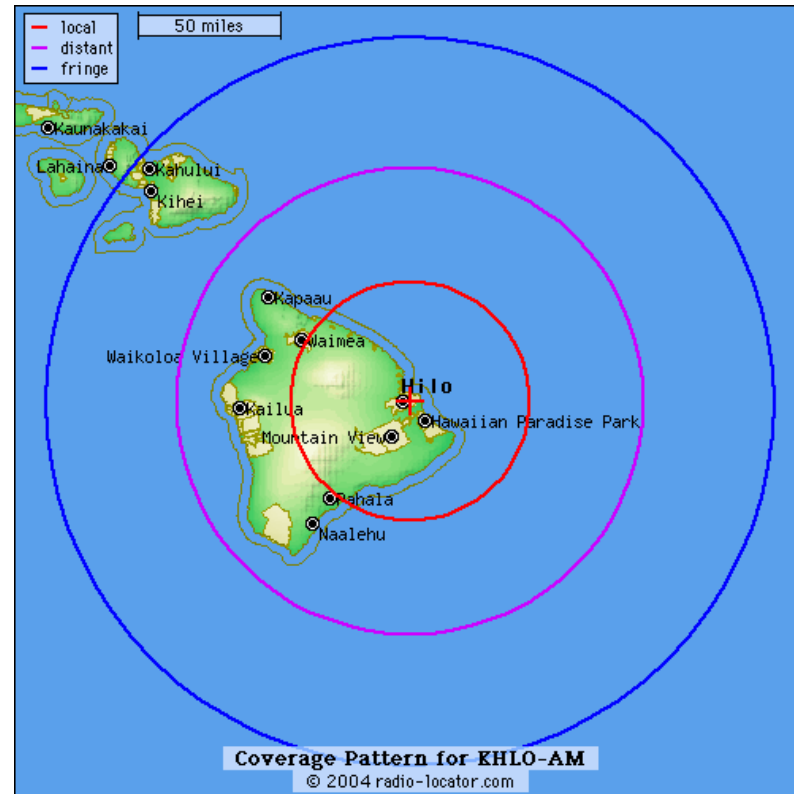 local
distant
fringe
50 miles
Kaunakakai
Lahaina
Kahului
Kihei
Kapaau
Waimea
Waikoloa Village
Hilo
Kailua
Hawaiian Paradise Park
Mountain View
Pahala
Naalehu
Coverage Pattern for KHLO-AM
© 2004 radio-locator.com